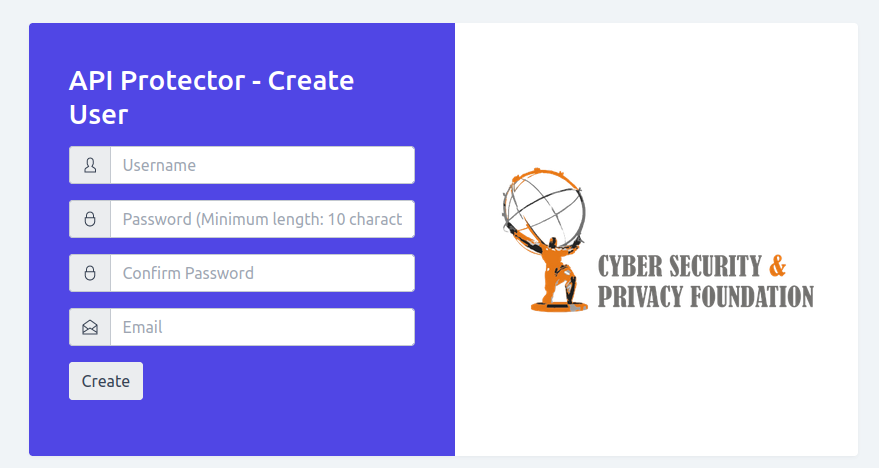 API Protector - Create
User
Username
Password (Minimum length: 10 charact
Confirm Password
Email
Create
CYBER SECURITY &
PRIVACY FOUNDATION